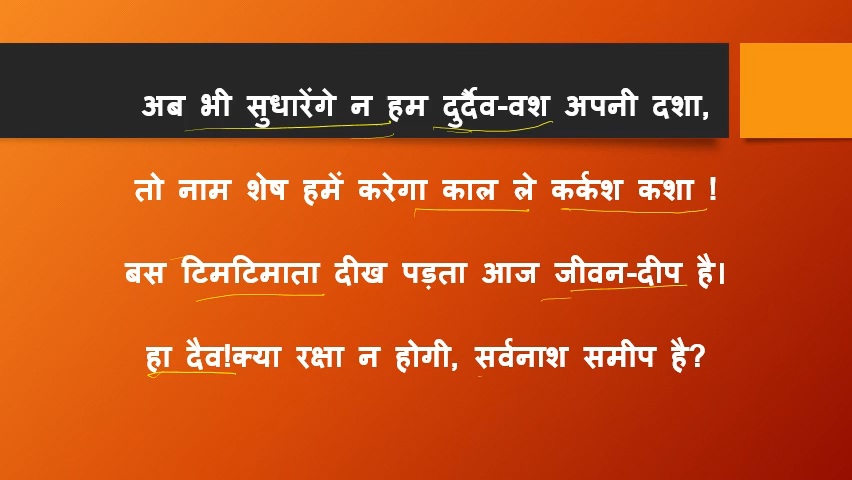 अब भी सुधारेंगे न हम दुर्दैव-वश अपनी दशा,
तो नाम शेष हमें करेगा काल ले कर्कश कशा !
बस टिमटिमाता दीख पड़ता आज जीवन-दीप है।
हा दैव!क्या रक्षा न होगी, सर्वनाश समीप है?